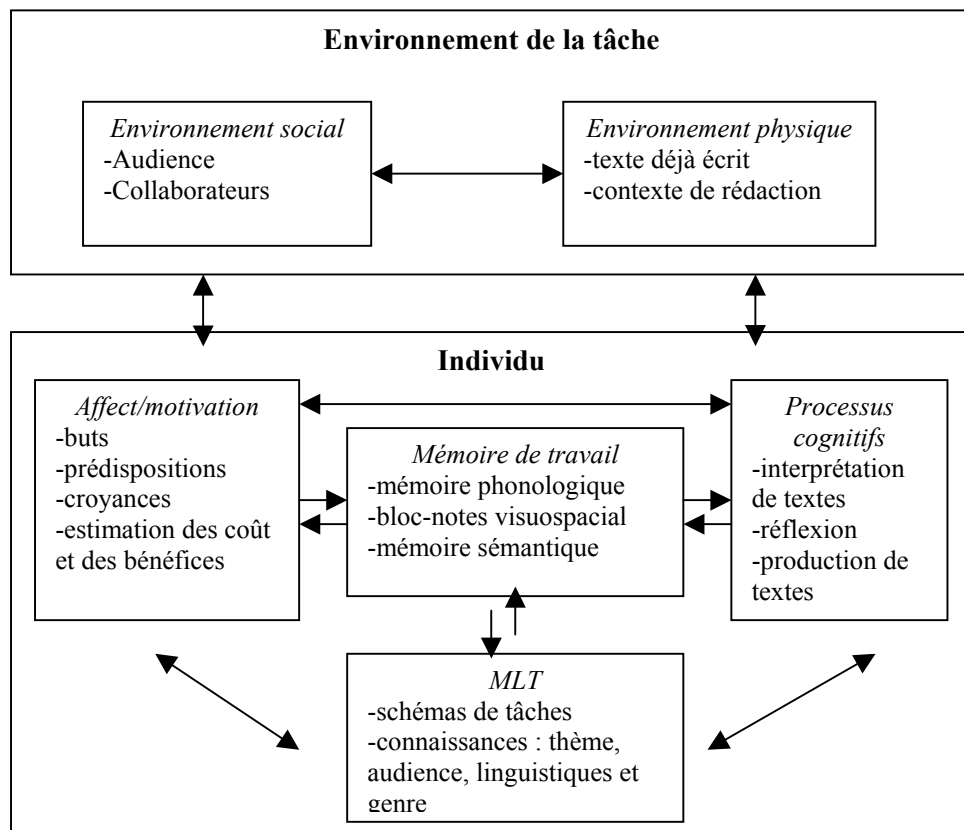 Environnement de la tâche
Environnement social
-Audience
-Collaborateurs
Environnement physique
-texte déjà écrit
-contexte de rédaction
Individu
Affect/motivation
-buts
-prédispositions
-croyances
-estimation des coût
et des bénéfices
Mémoire de travail
-mémoire phonologique
-bloc-notes visuospacial
-mémoire sémantique
Processus
cognitifs
-interprétation
de textes
-réflexion
-production de
textes
MLT
-schémas de tâches
-connaissances : thème,
audience, linguistiques et
genre